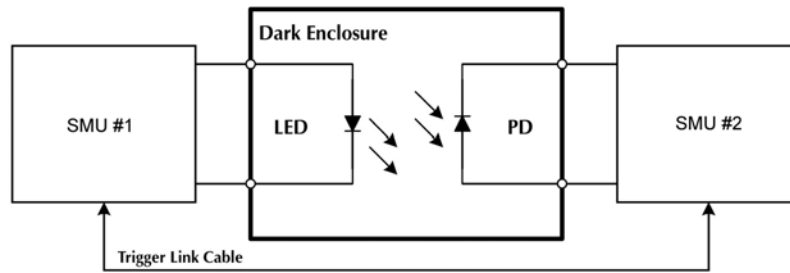 Dark Enclosure
SMU #1
LED
PD
SMU #2
Trigger Link Cable